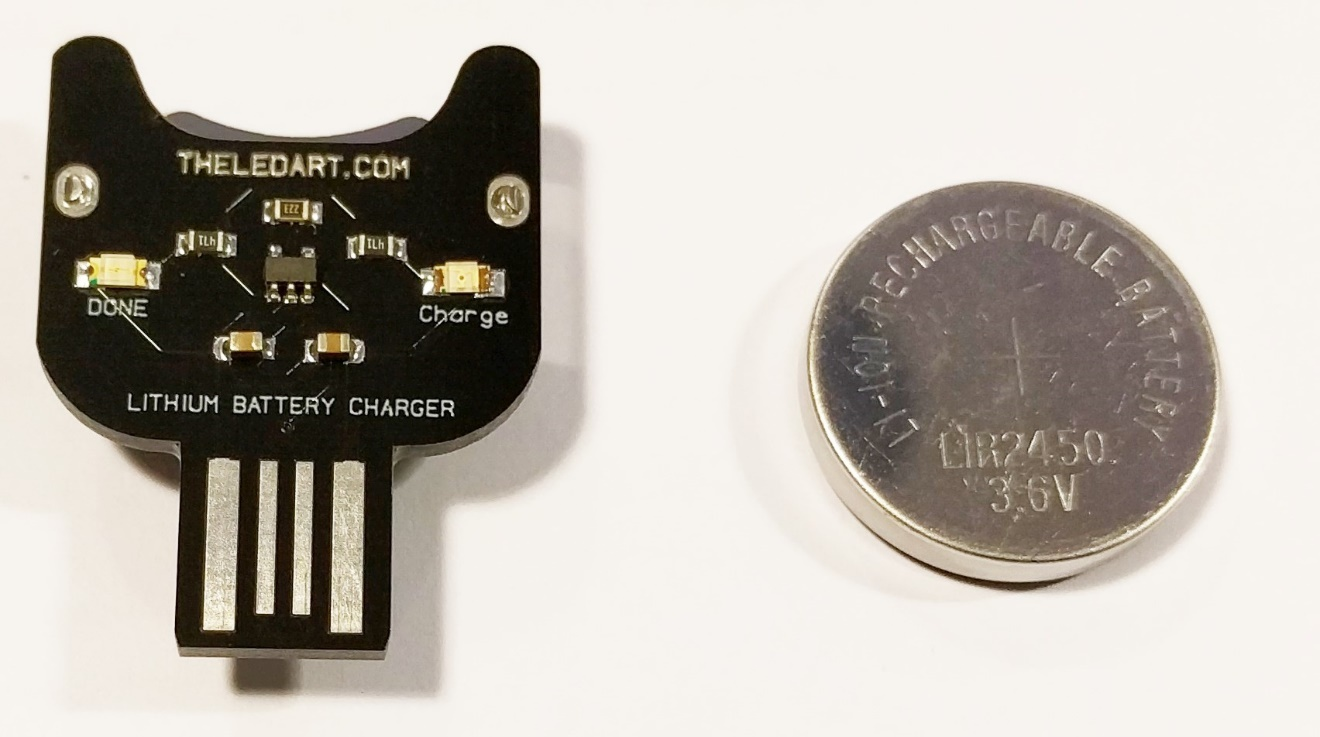 THELEDART.COM
DONE
Charge
LITHIUM BATTERY CHARGER
LI-ION RECHARGEABLE BATTERY
LIR2450
3.6V